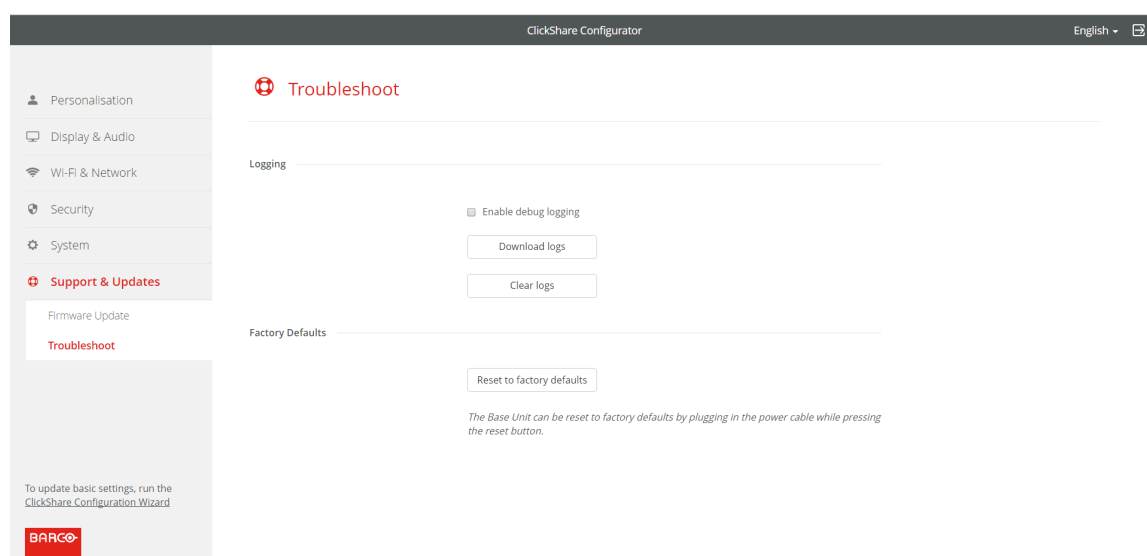 ClickShare Configurator
English
Personalisation
Display & Audio
Wi-Fi & Network
Security
System
Support & Updates
Firmware Update
Troubleshoot
To update basic settings, run the
ClickShare Configuration Wizard
BARCO
Troubleshoot
Logging
Enable debug logging
Download logs
Clear logs
Factory Defaults
Reset to factory defaults
The Base Unit can be reset to factory defaults by plugging in the power cable while pressing
the reset button.